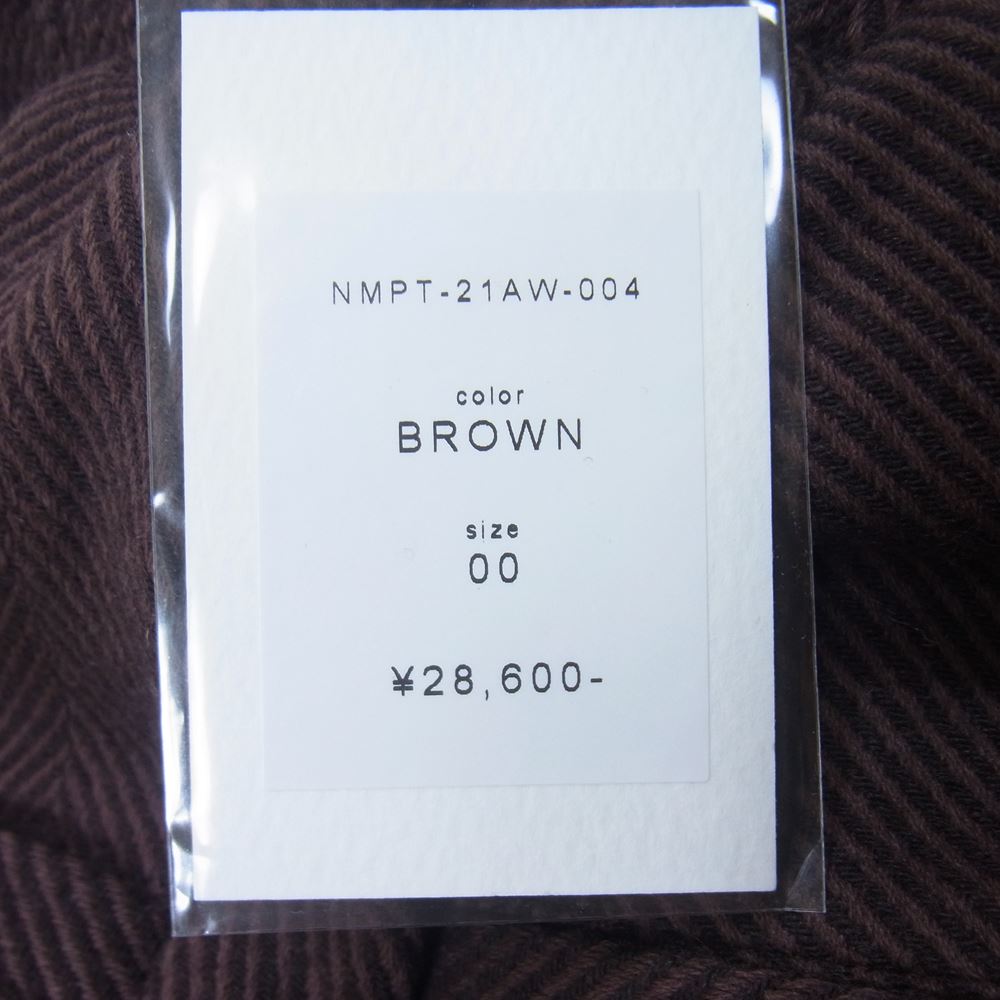 NMPT-21AW-004
color
BROWN
size
00
¥28,600-